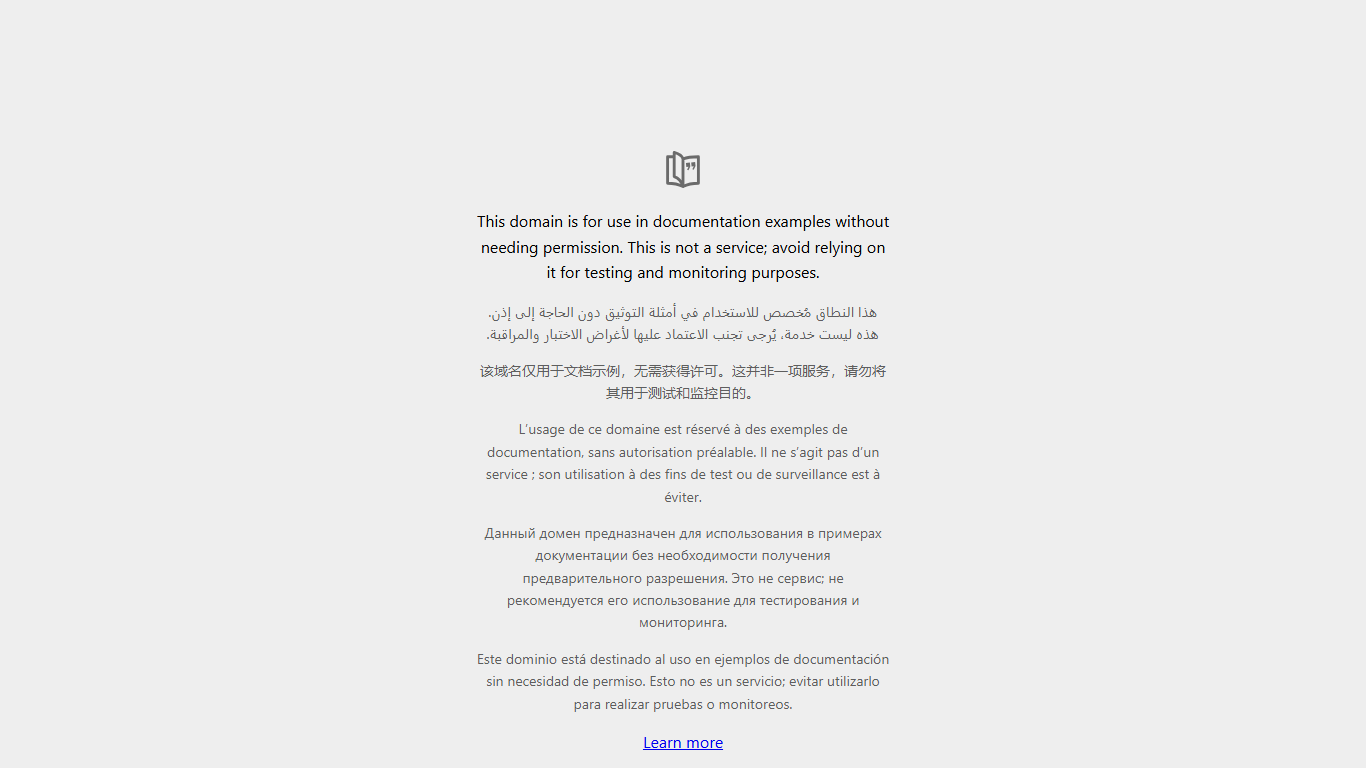 This domain is for use in documentation examples without
needing permission. This is not a service; avoid relying on
it for testing and monitoring purposes.
هذا النطاق مُخصص للاستخدام في أمثلة التوثيق دون الحاجة إلى إذن.
هذه ليست خدمة، يُرجى تجنب الاعتماد عليها لأغراض الاختبار والمراقبة.
该域名仅用于文档示例，无需获得许可。这并非一项服务，请勿将
其用于测试和监控目的。
L’usage de ce domaine est réservé à des exemples de
documentation, sans autorisation préalable. Il ne s’agit pas d’un
service ; son utilisation à des fins de test ou de surveillance est à
éviter.
Данный домен предназначен для использования в примерах
документации без необходимости получения
предварительного разрешения. Это не сервис; не
рекомендуется его использование для тестирования и
мониторинга.
Este dominio está destinado al uso en ejemplos de documentación
sin necesidad de permiso. Esto no es un servicio; evitar utilizarlo
para realizar pruebas o monitoreos.
Learn more